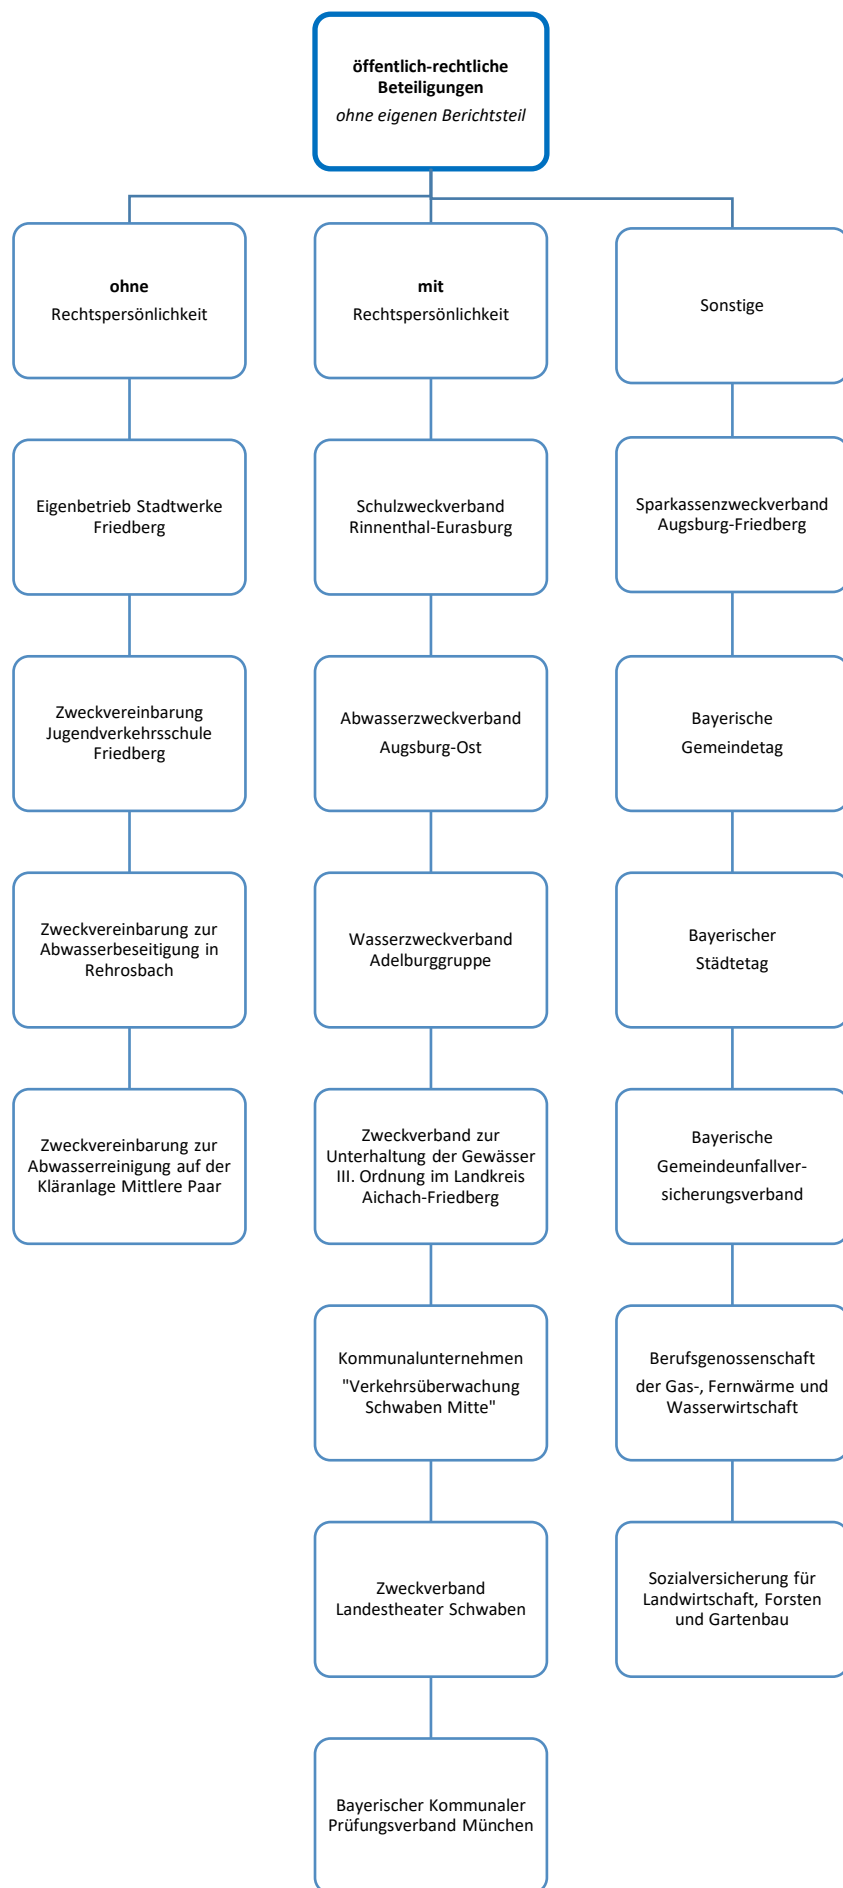 öffentlich-rechtliche
Beteiligungen
ohne eigenen Berichtsteil
ohne
Rechtspersönlichkeit
Eigenbetrieb Stadtwerke
Friedberg
Zweckvereinbarung
Jugendverkehrsschule
Friedberg
Zweckvereinbarung zur
Abwasserbeseitigung in
Rehrosbach
Zweckvereinbarung zur
Abwasserreinigung auf der
Kläranlage Mittlere Paar
mit
Rechtspersönlichkeit
Schulzweckverband
Rinnenthal-Eurasburg
Abwasserzweckverband
Augsburg-Ost
Wasserzweckverband
Adelburggruppe
Zweckverband zur
Unterhaltung der Gewässer
III. Ordnung im Landkreis
Aichach-Friedberg
Kommunalunternehmen
"Verkehrsüberwachung
Schwaben Mitte"
Zweckverband
Landestheater Schwaben
Bayerischer Kommunaler
Prüfungsverband München
Sonstige
Sparkassenzweckverband
Augsburg-Friedberg
Bayerische
Gemeindetag
Bayerischer
Städtetag
Bayerische
Gemeindeunfallver-
sicherungsverband
Berufsgenossenschaft
der Gas-, Fernwärme und
Wasserwirtschaft
Sozialversicherung für
Landwirtschaft, Forsten
und Gartenbau